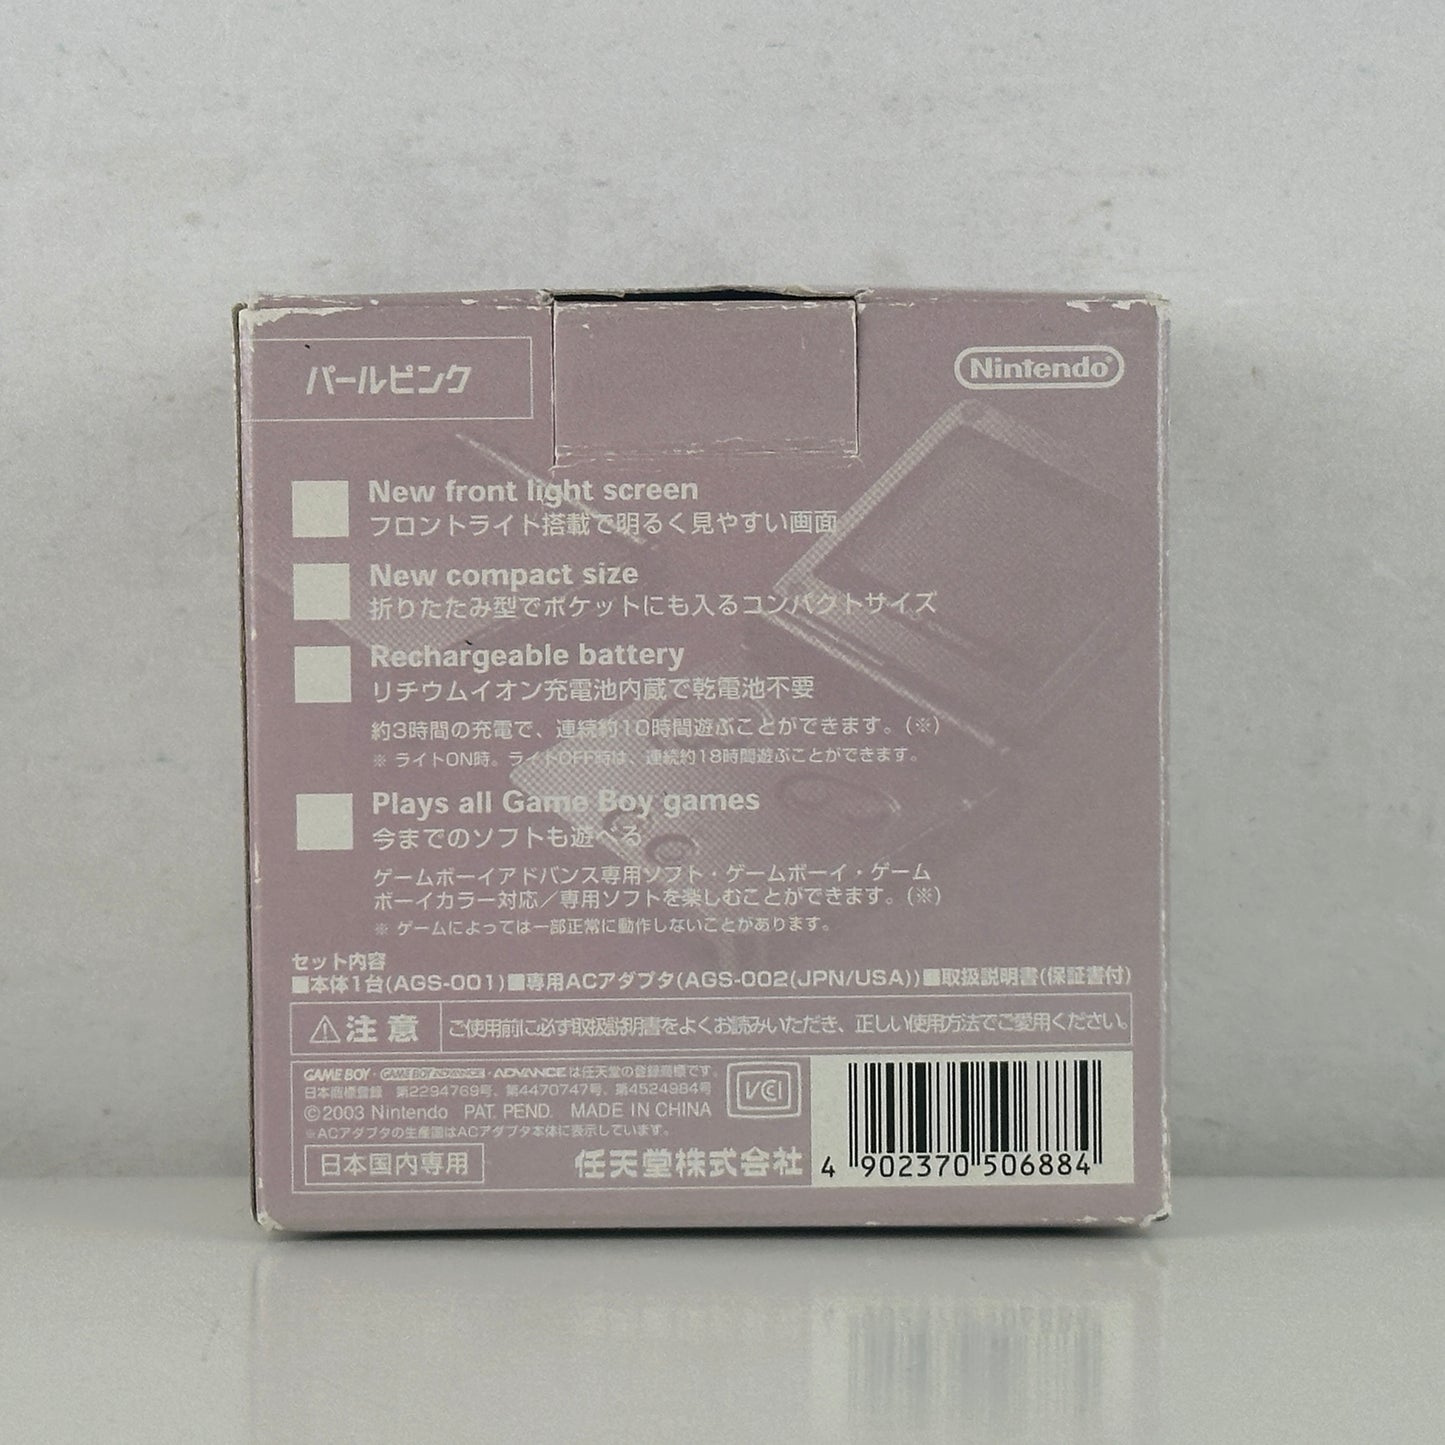 パールピンク
Nintendo®
New front light screen
フロントライト搭載で明るく見やすい画面
New compact size
折りたたみ型でポケットにも入るコンパクトサイズ
Rechargeable battery
リチウムイオン充電池内蔵で乾電池不要
約3時間の充電で、連続約10時間遊ぶことができます。(※)
※ ライトON時。ライトOFF時は、連続約18時間遊ぶことができます。
Plays all Game Boy games
今までのソフトも遊べる
ゲームボーイアドバンス専用ソフト・ゲームボーイ・ゲーム
ボーイカラー対応／専用ソフトを楽しむことができます。(※)
※ ゲームによっては一部正常に動作しないことがあります。
セット内容
■本体1台(AGS-001)■専用ACアダプタ(AGS-002(JPN/USA))■取扱説明書(保証書付)
⚠注意 ご使用前に必ず取扱説明書をよくお読みいただき、正しい使用方法でご愛用ください。
GAME BOY・GAME BOY ADVANCE・ADVANCEは任天堂の登録商標です。
日本商標登録 第2294769号、第4470747号、第4524984号
©2003 Nintendo PAT. PEND. MADE IN CHINA
※ACアダプタの生産国はACアダプタ本体に表示しています。
VCI
日本国内専用
任天堂株式会社
4 902370 506884